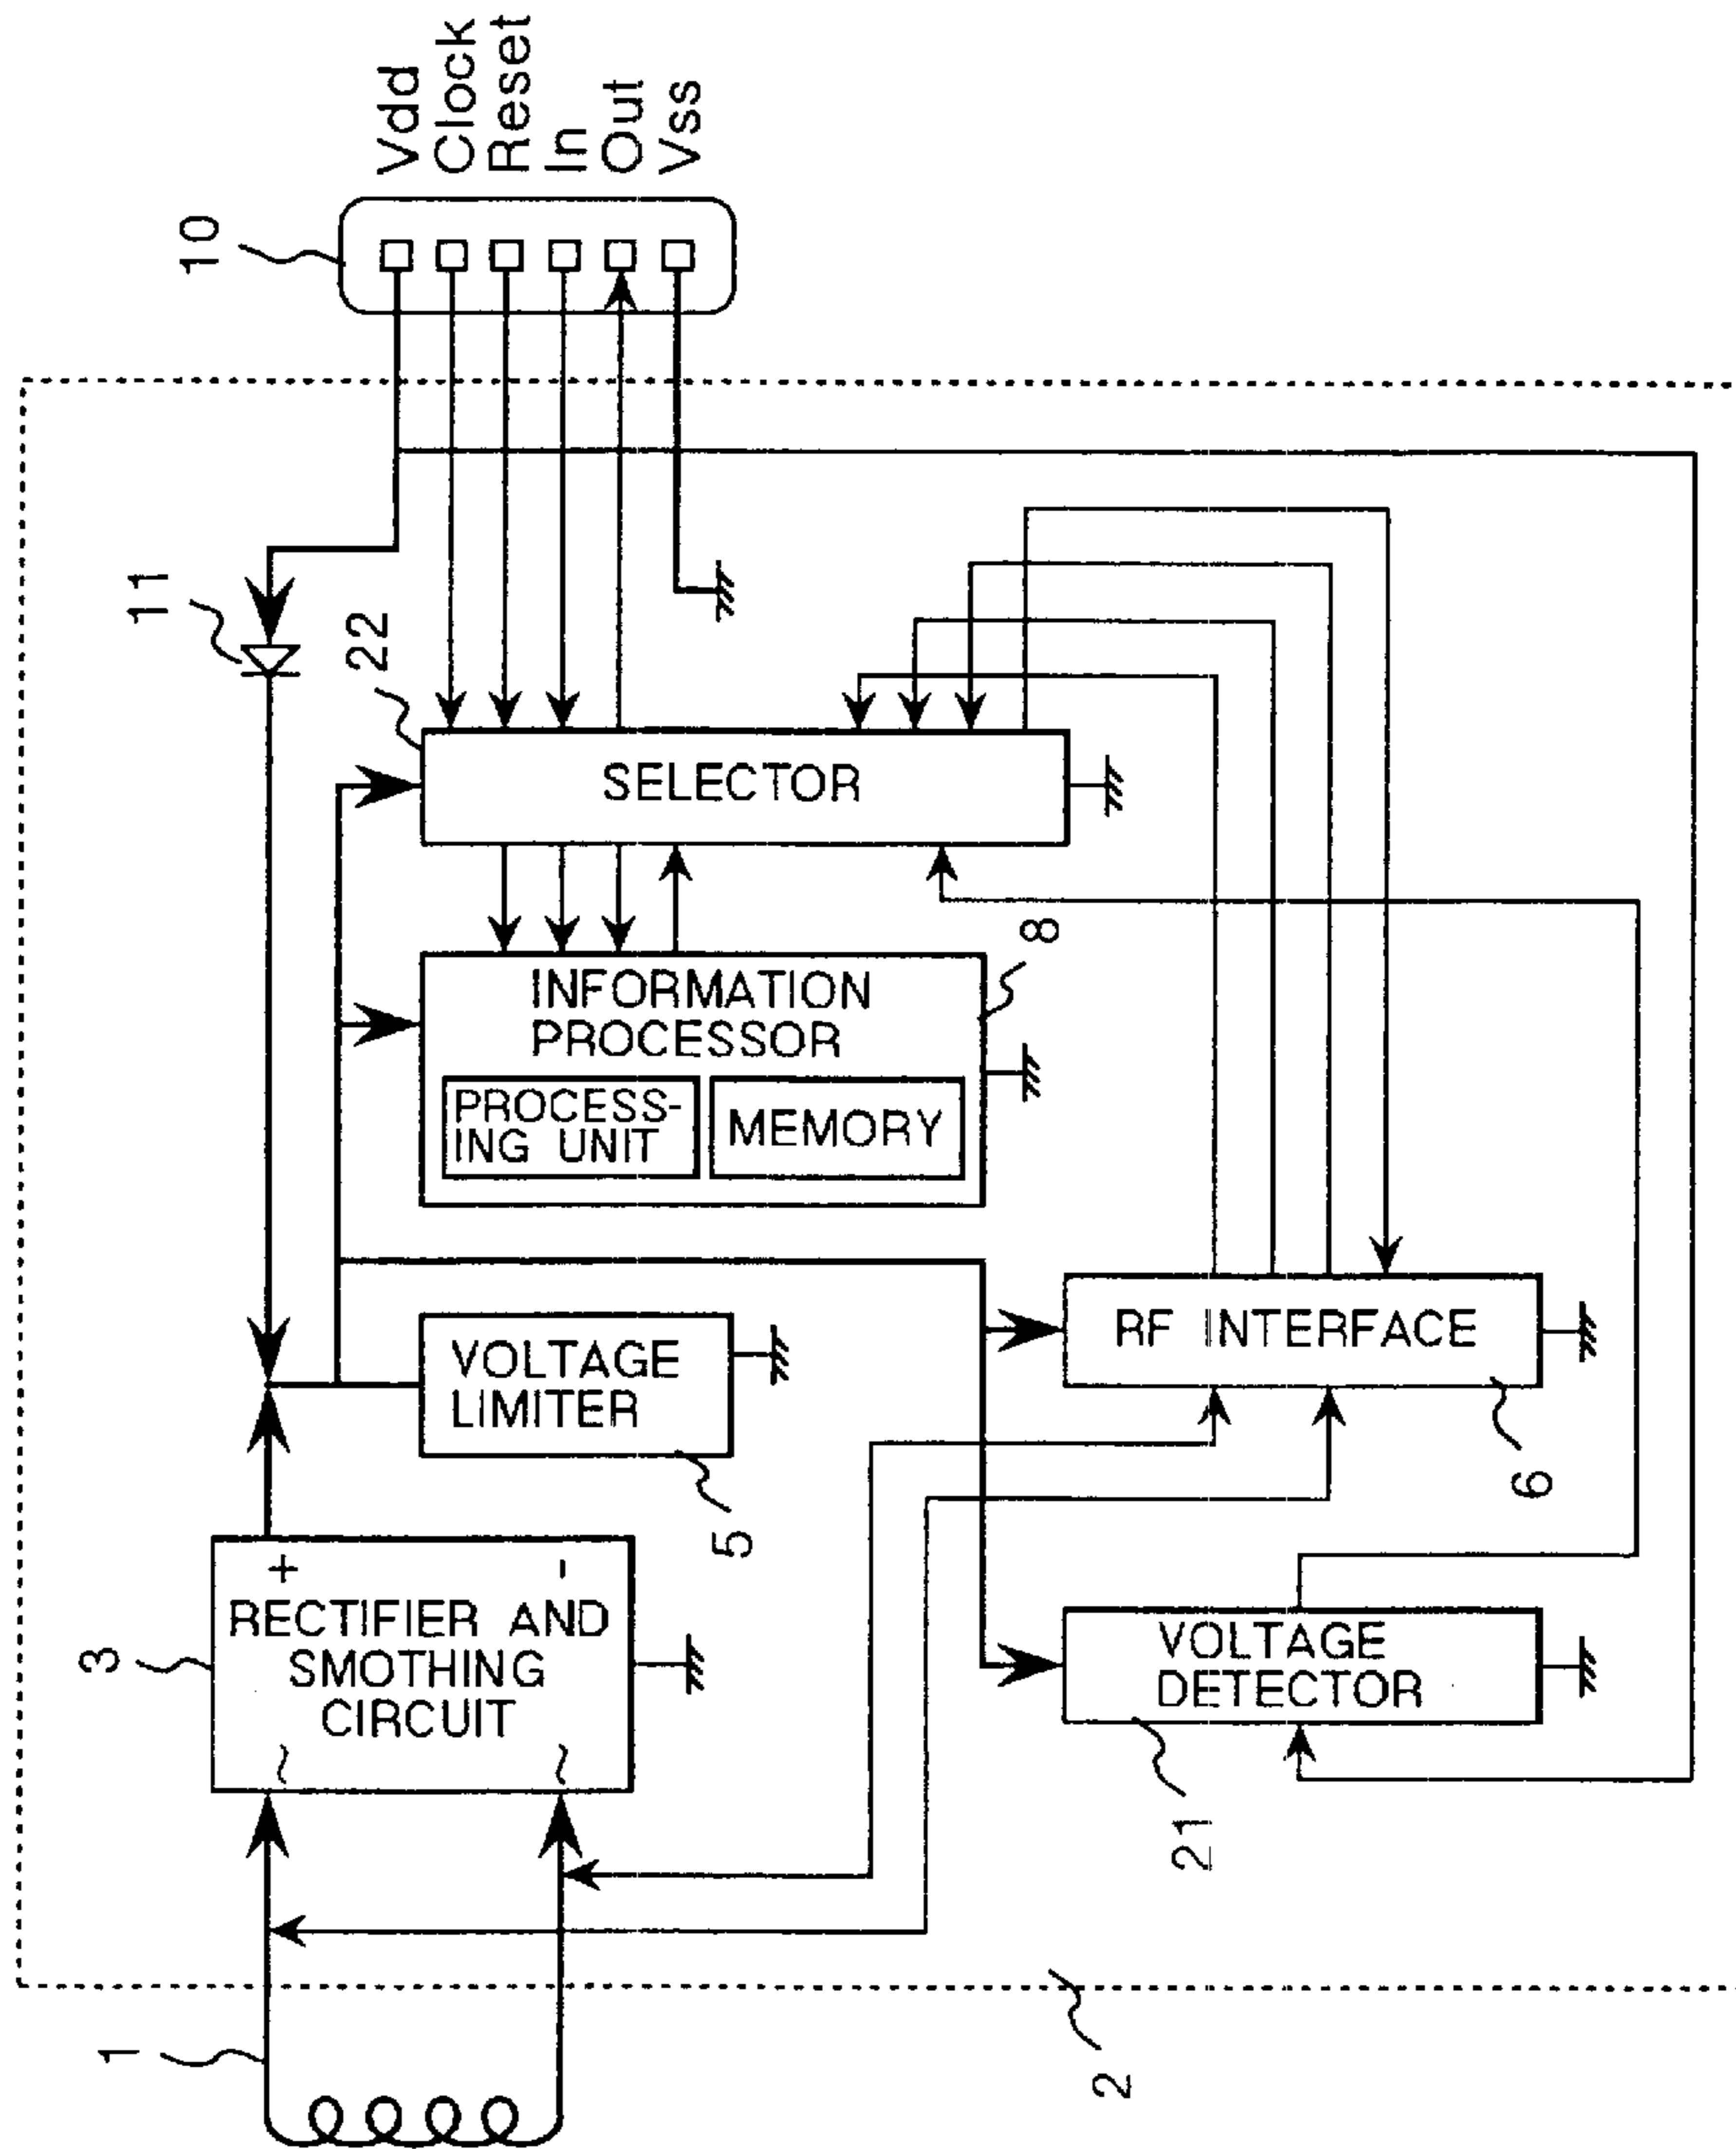 1
3
RECTIFIER AND
SMOTHING
CIRCUIT
~
~
+
-
5
VOLTAGE
LIMITER
11
10
Vdd
Clock
Reset
In
Out
Vss
22
SELECTOR
8
INFORMATION
PROCESSOR
PROCESS-
ING UNIT
MEMORY
RF INTERFACE
6
VOLTAGE
DETECTOR
21
2